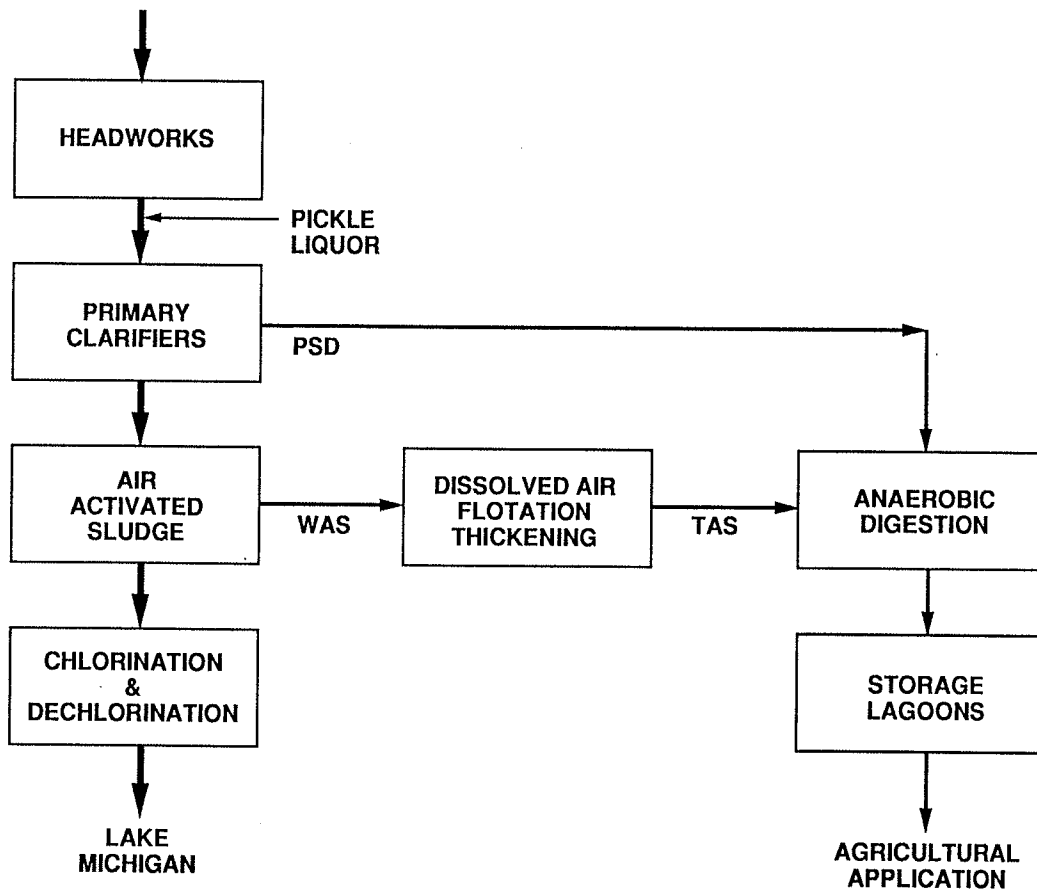 HEADWORKS
PICKLE
LIQUOR
PRIMARY
CLARIFIERS
PSD
AIR
ACTIVATED
SLUDGE
WAS
DISSOLVED AIR
FLOTATION
THICKENING
TAS
ANAEROBIC
DIGESTION
CHLORINATION
&
DECHLORINATION
STORAGE
LAGOONS
LAKE
MICHIGAN
AGRICULTURAL
APPLICATION